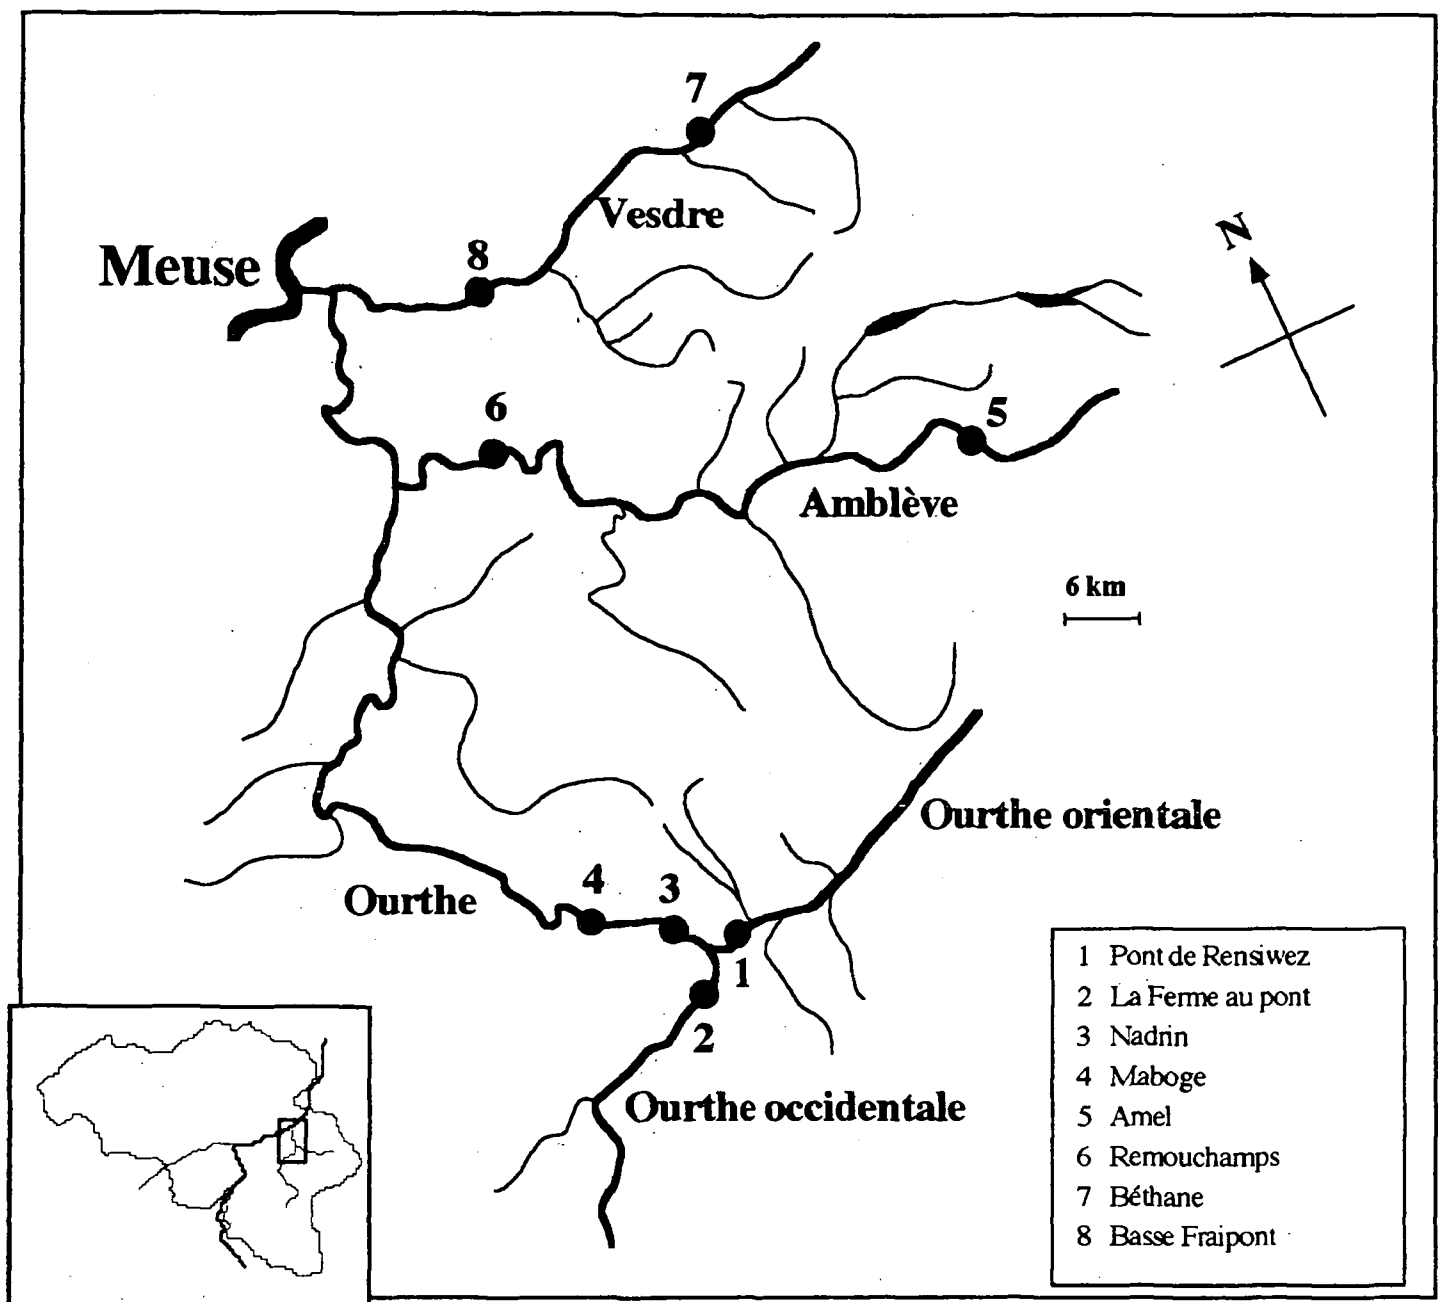 7
Vesdre
N
Meuse
8
6
5
Amblève
6 km
Ourthe orientale
4
3
Ourthe
1
2
Ourthe occidentale
1 Pont de Rensiwez
2 La Ferme au pont
3 Nadrin
4 Maboge
5 Amel
6 Remouchamps
7 Béthane
8 Basse Fraipont